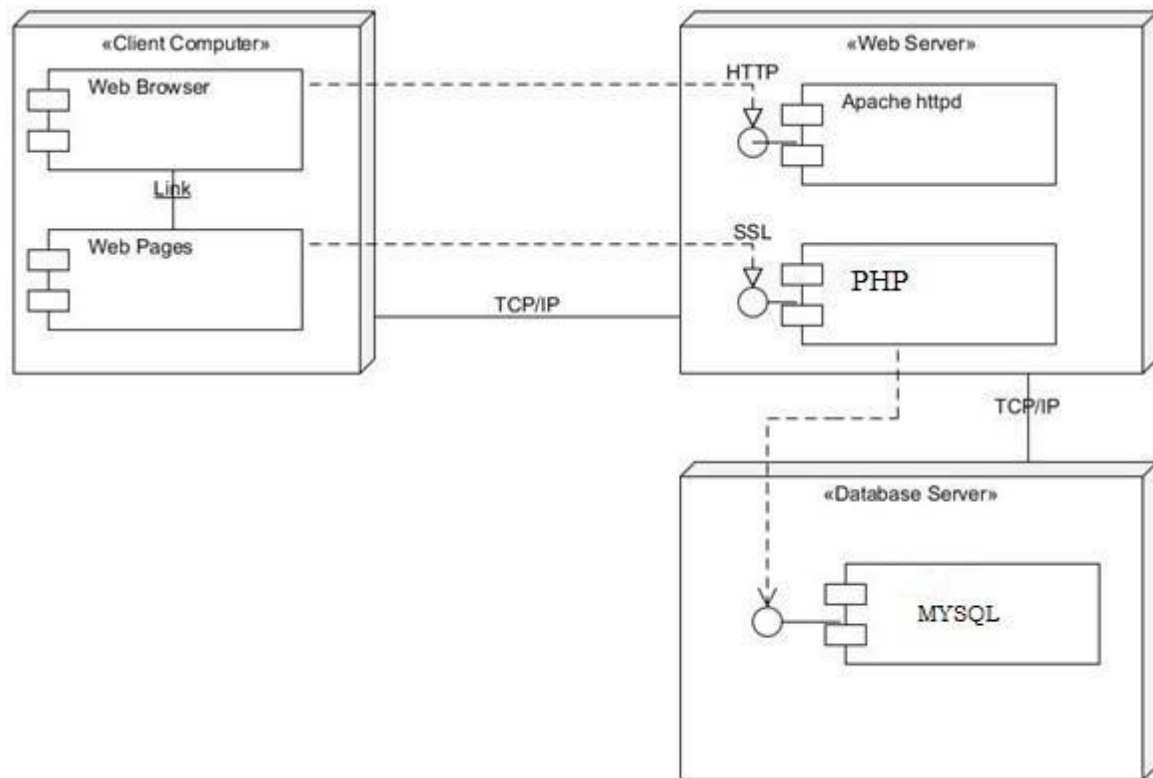 «Client Computer»
Web Browser
Link
Web Pages
TCP/IP
«Web Server»
HTTP
Apache httpd
SSL
PHP
TCP/IP
«Database Server»
MYSQL